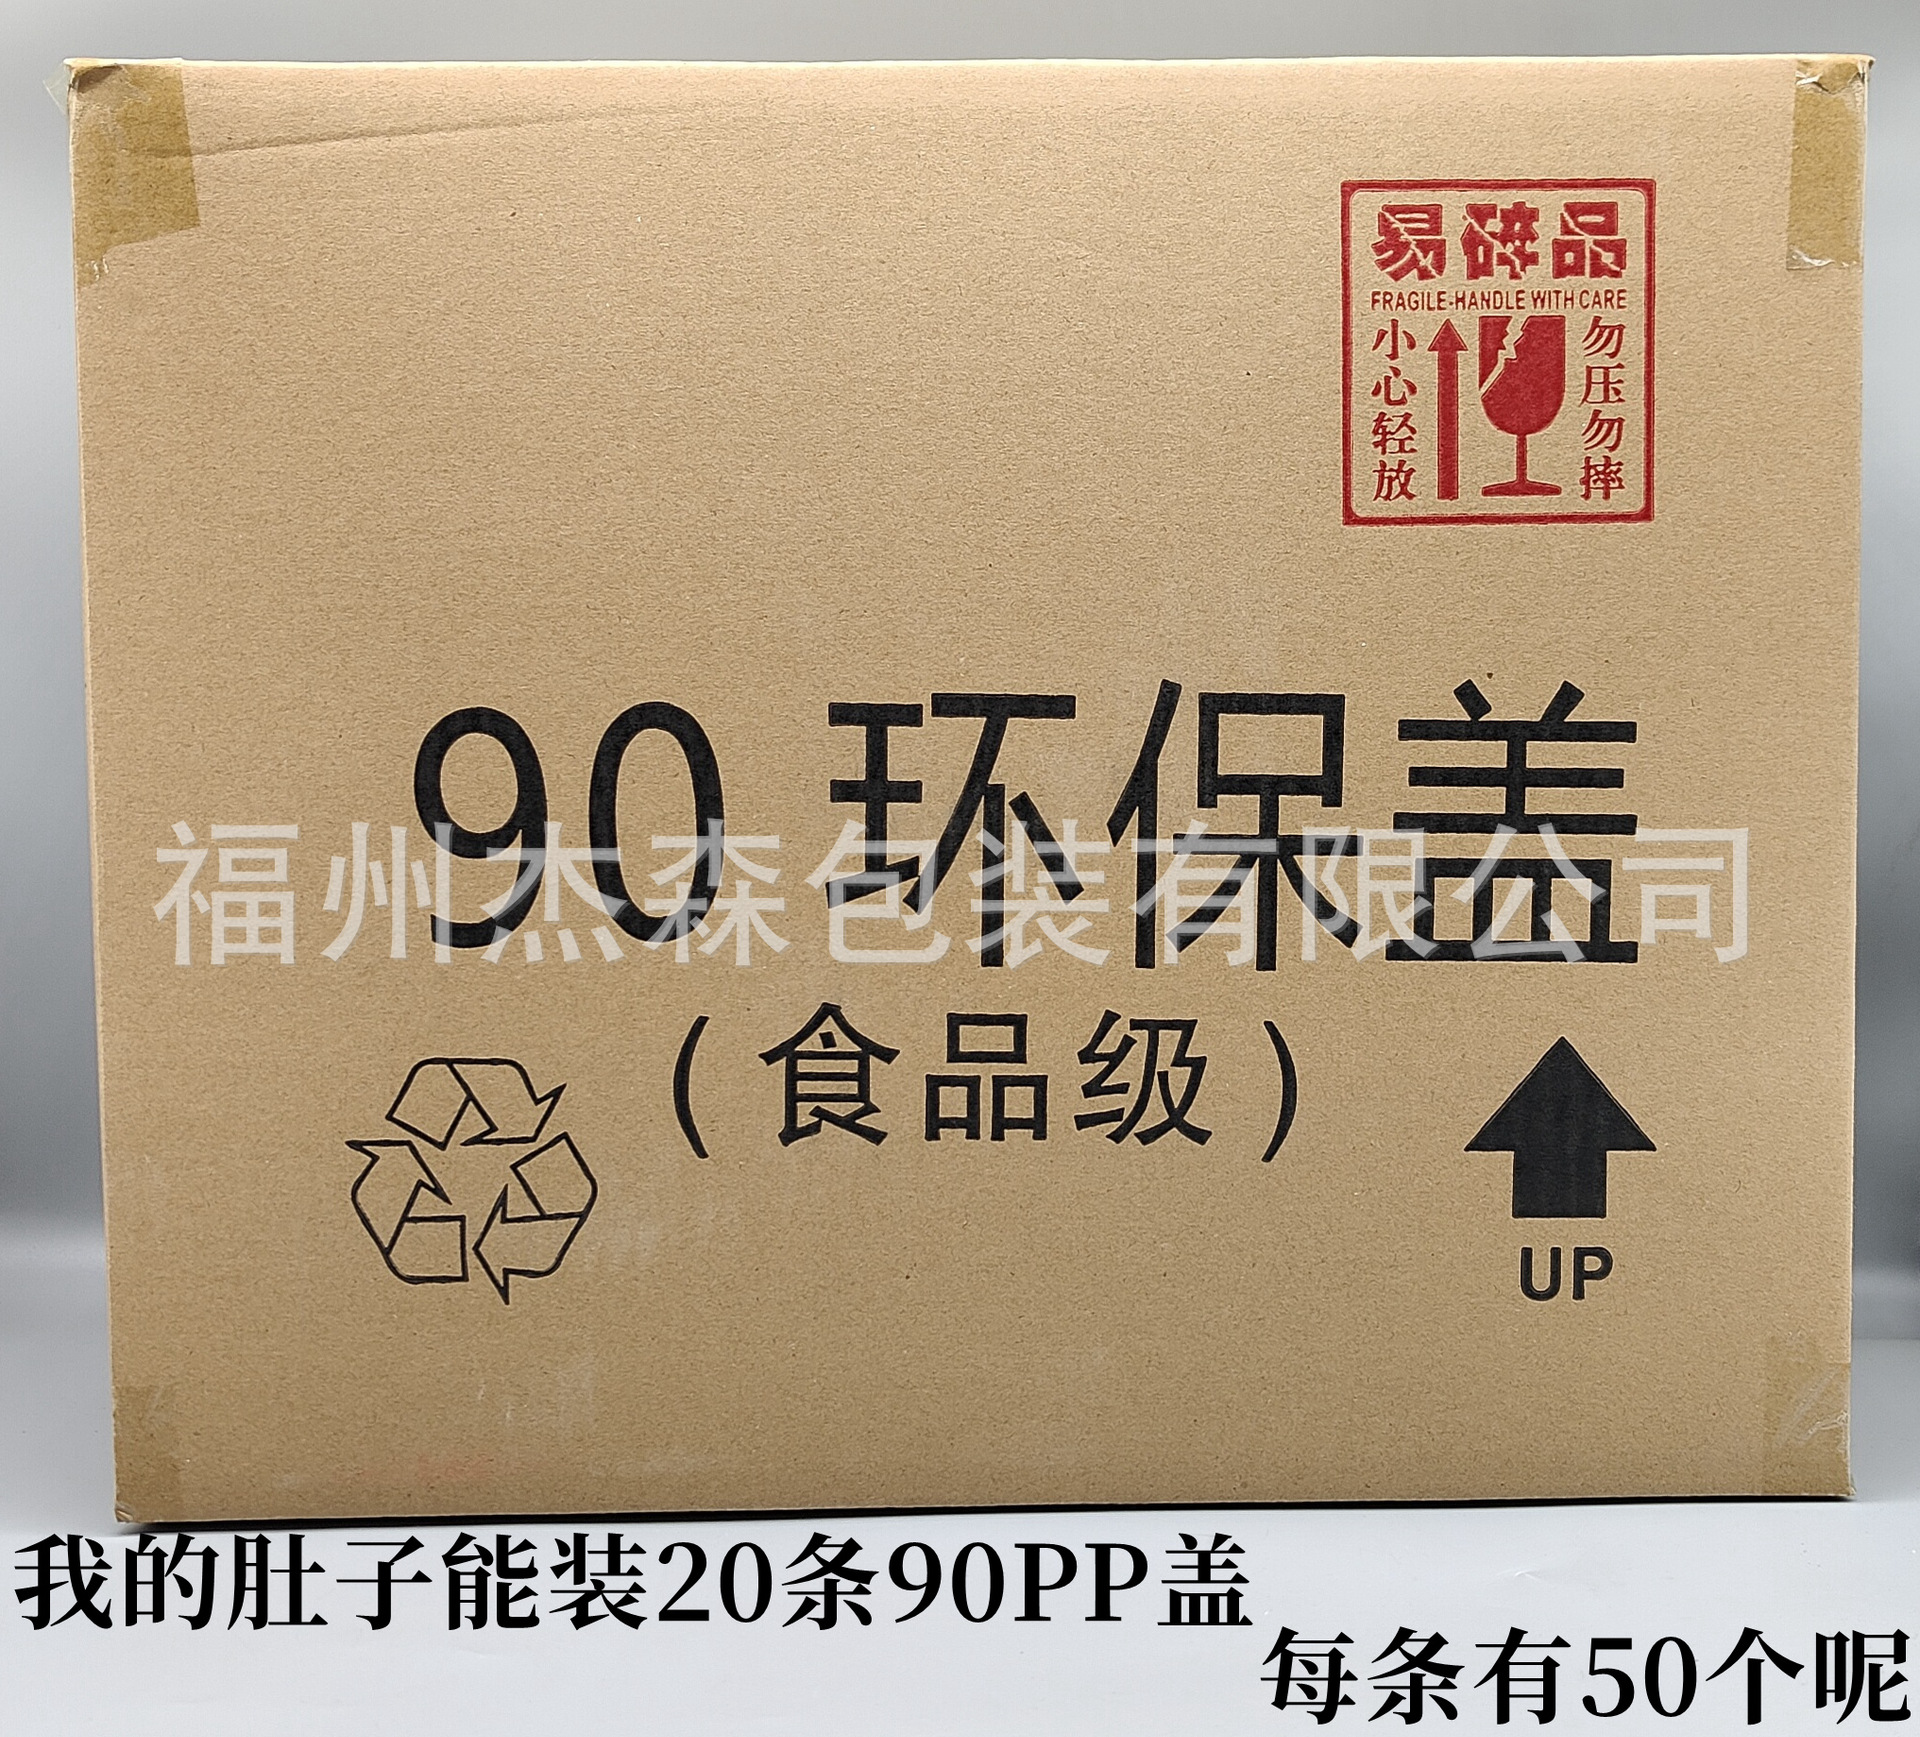 易碎品
FRAGILE-HANDLE WITH CARE
小心轻放
勿压勿摔
90环保盖
福州杰森包装有限公司
(食品级)
UP
我的肚子能装20条90PP盖
每条有50个呢